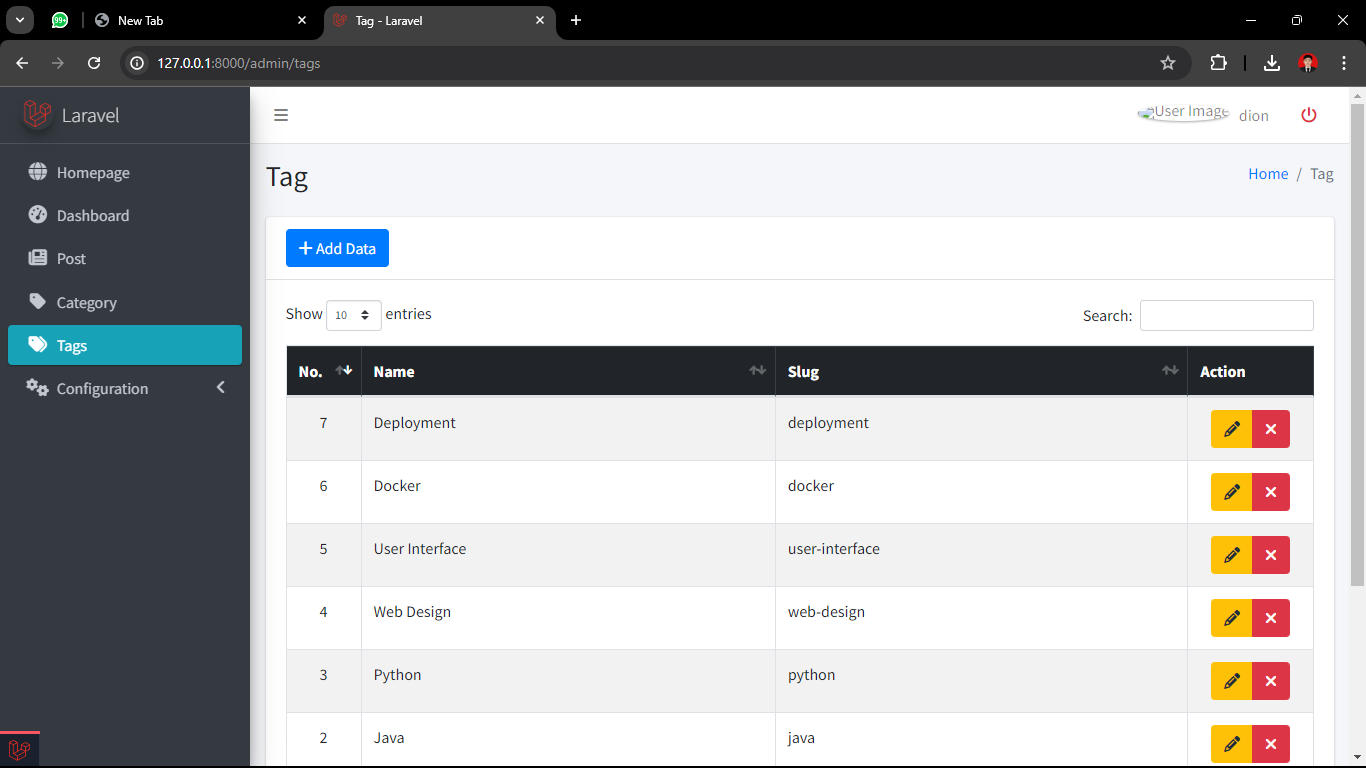 99+
New Tab
Tag - Laravel
127.0.0.1:8000/admin/tags
Laravel
User Image
dion
Homepage
Dashboard
Post
Category
Tags
Configuration
Tag
Home / Tag
Add Data
Show 10 entries
Search:
No. Name Slug Action
7 Deployment deployment
6 Docker docker
5 User Interface user-interface
4 Web Design web-design
3 Python python
2 Java java